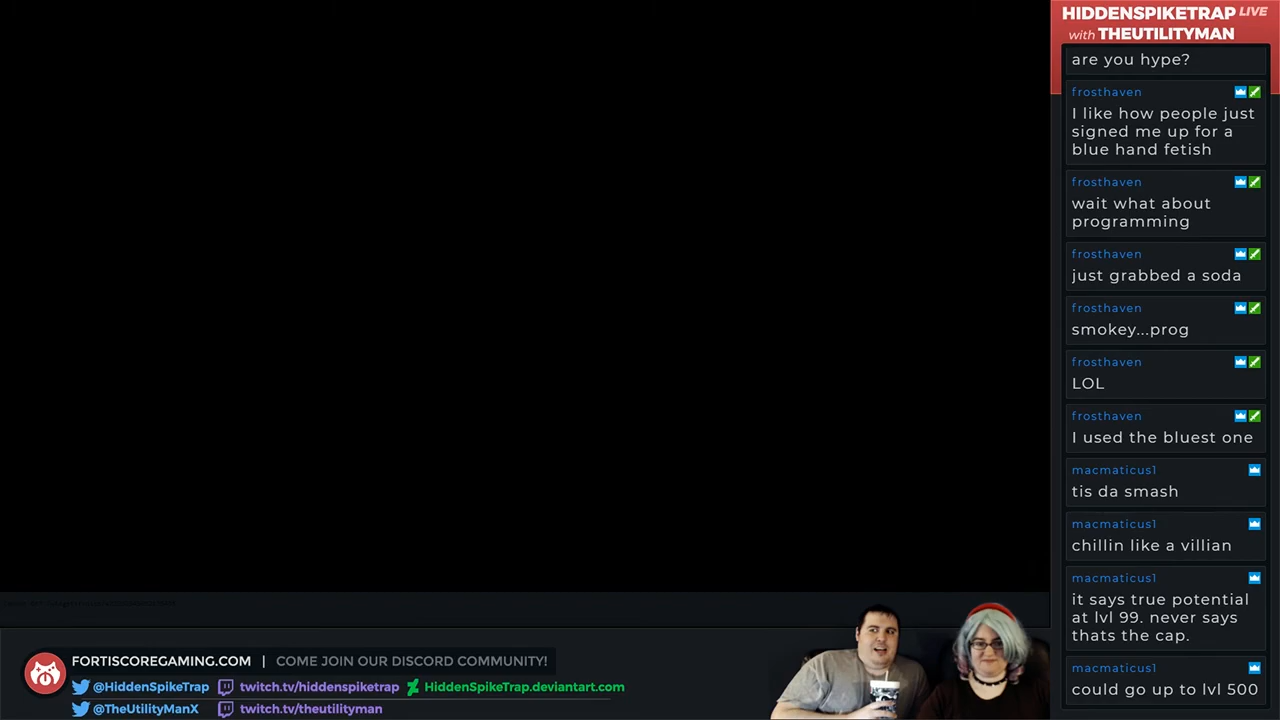 HIDDENSPIKETRAP LIVE
with THEUTILITYMAN
are you hype?
frosthaven
I like how people just
signed me up for a
blue hand fetish
frosthaven
wait what about
programming
frosthaven
just grabbed a soda
frosthaven
smokey...prog
frosthaven
LOL
frosthaven
I used the bluest one
macmaticus1
tis da smash
macmaticus1
chillin like a villian
macmaticus1
it says true potential
at lvl 99. never says
thats the cap.
macmaticus1
could go up to lvl 500
FORTISCOREGAMING.COM | COME JOIN OUR DISCORD COMMUNITY!
@HiddenSpikeTrap twitch.tv/hiddenspiketrap HiddenSpikeTrap.deviantart.com
@TheUtilityManX twitch.tv/theutilityman